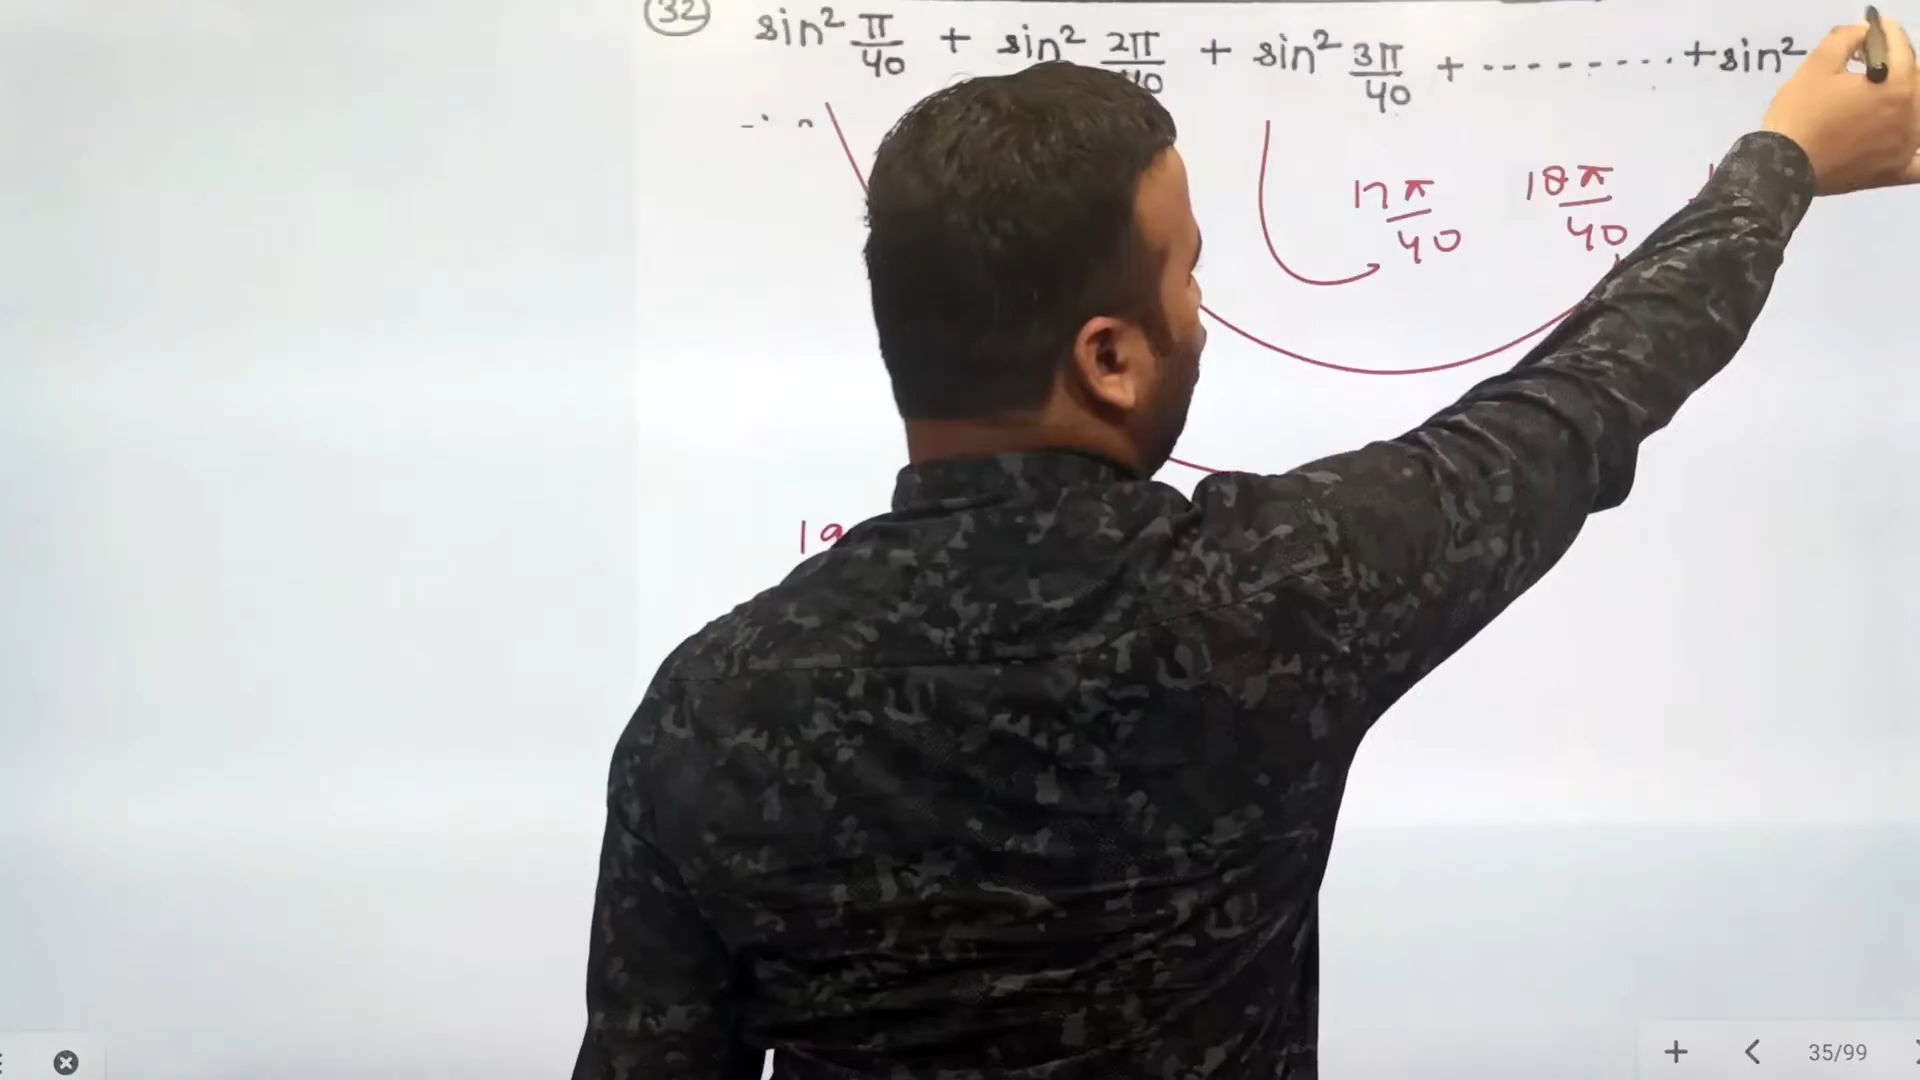 32 sin² π/40 + sin² 2π/40 + sin² 3π/40 + --------- + sin²
17π/40 18π/40
19
35/99